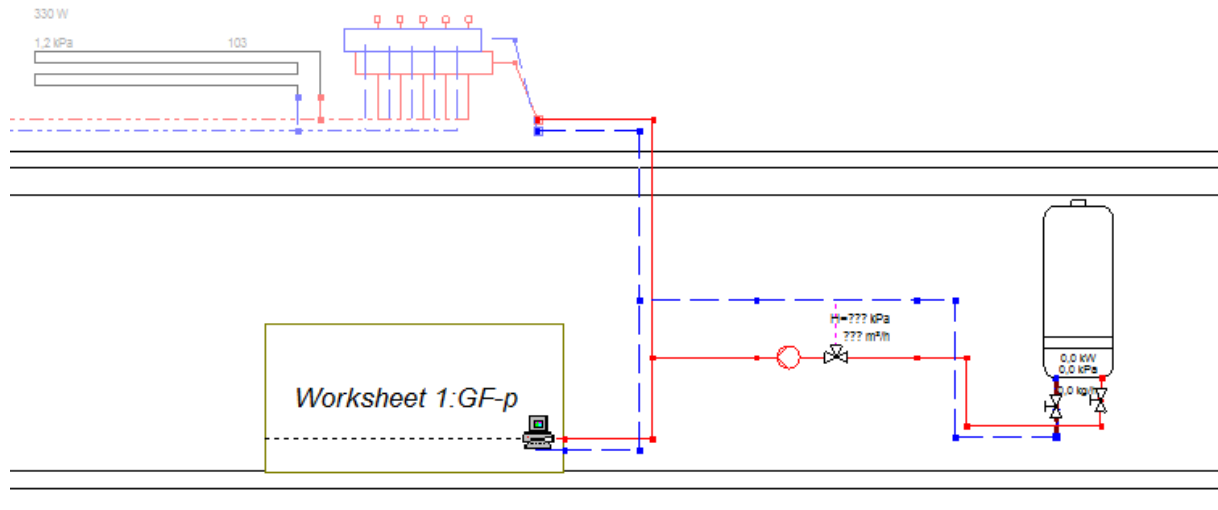 330 W
1,2 kPa 103
H=??? kPa
??? m³/h
0,0 kW
0,0 kPa
0,0 kg/h
Worksheet 1:GF-p